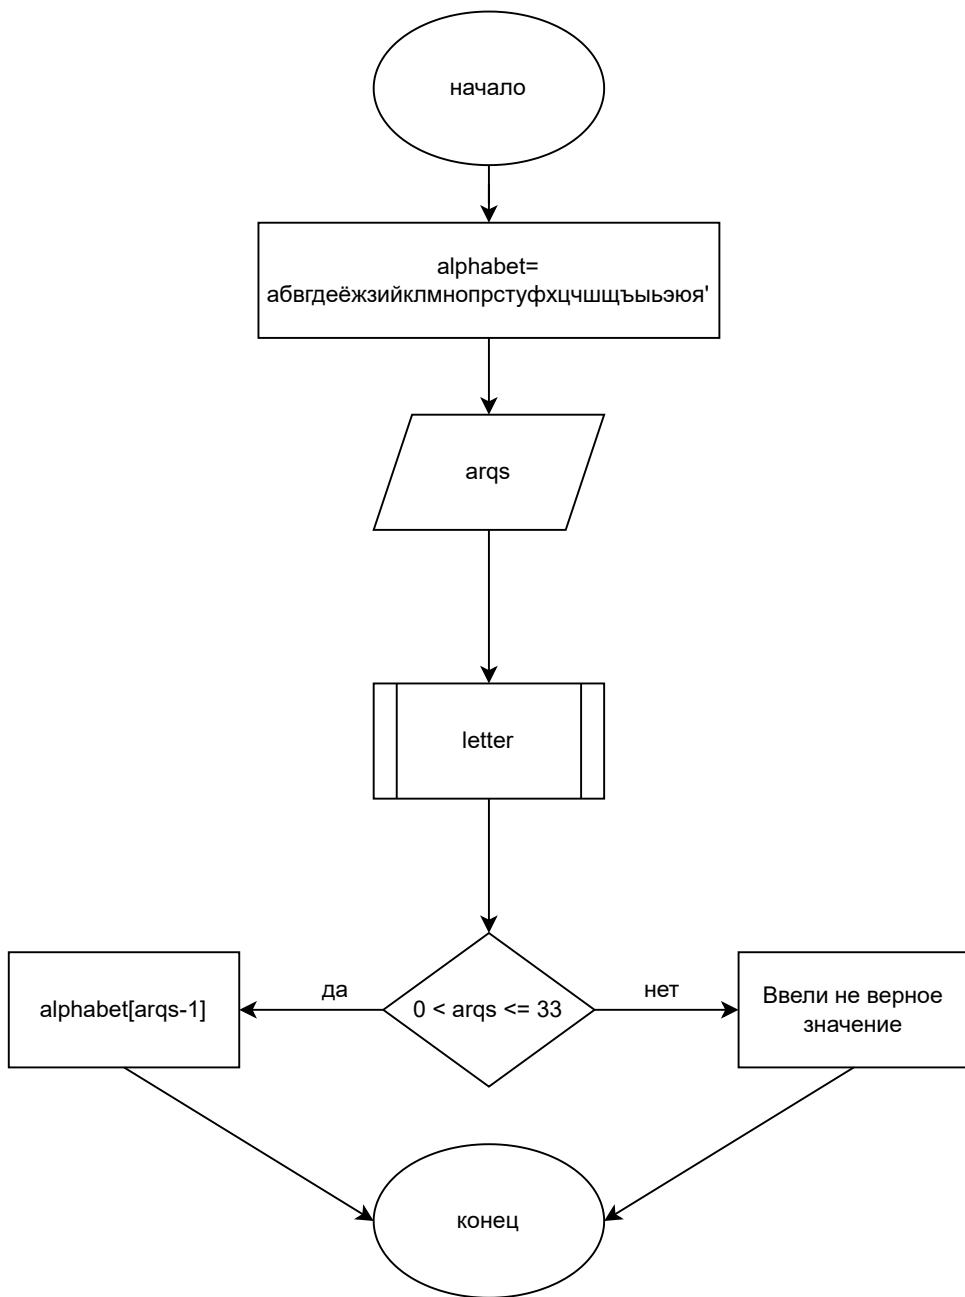 начало
alphabet=
абвгдеёжзийклмнопрстуфхцчшщъыьэюя'
arqs
letter
да
0 < arqs <= 33
нет
alphabet[arqs-1]
Ввели не верное
значение
конец